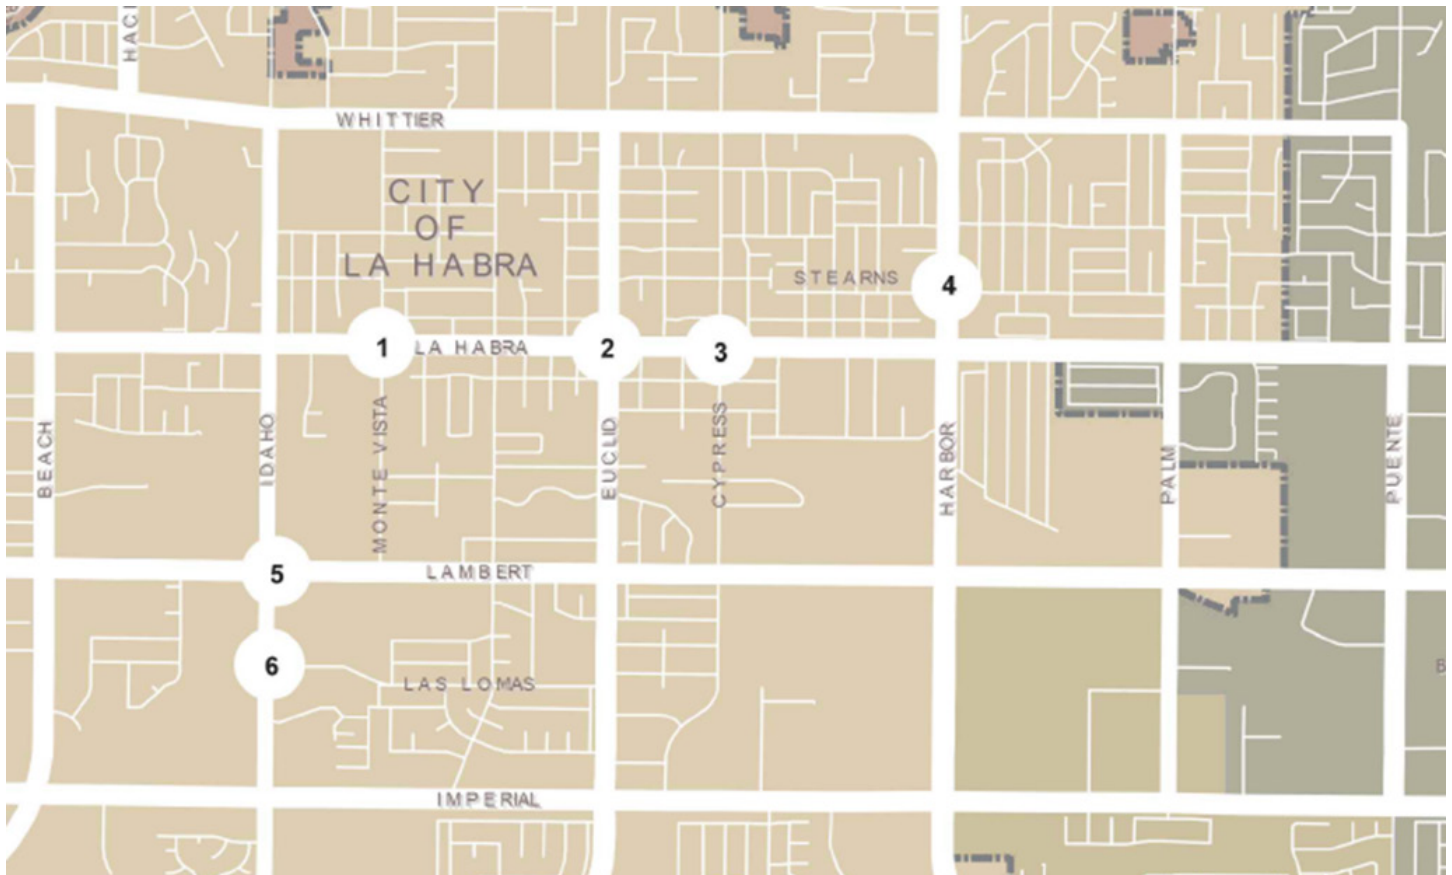 HACI
WHITTIER
CITY
OF
LA HABRA
STEARNS
4
1
LA HABRA
2
3
BEACH
IDAHO
MONTE VISTA
EUCLID
CYPRESS
HARBOR
PALM
PUENTE
5
LAMBERT
6
LAS LOMAS
B
IMPERIAL